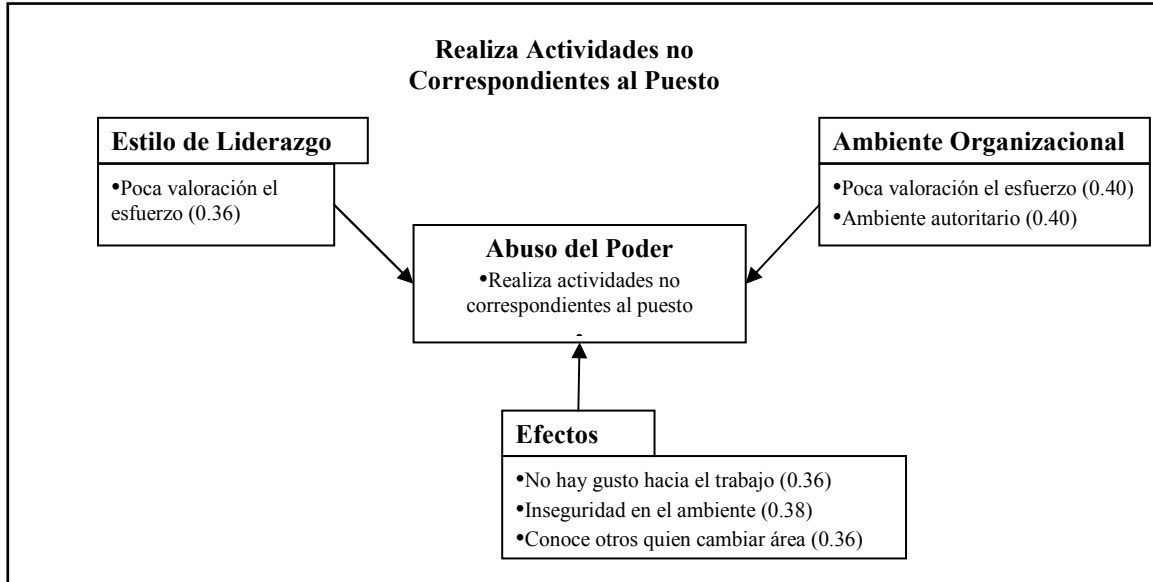 Realiza Actividades no
Correspondientes al Puesto
Estilo de Liderazgo
•Poca valoración el
esfuerzo (0.36)
Ambiente Organizacional
•Poca valoración el esfuerzo (0.40)
•Ambiente autoritario (0.40)
Abuso del Poder
•Realiza actividades no
correspondientes al puesto
Efectos
•No hay gusto hacia el trabajo (0.36)
•Inseguridad en el ambiente (0.38)
•Conoce otros quien cambiar área (0.36)